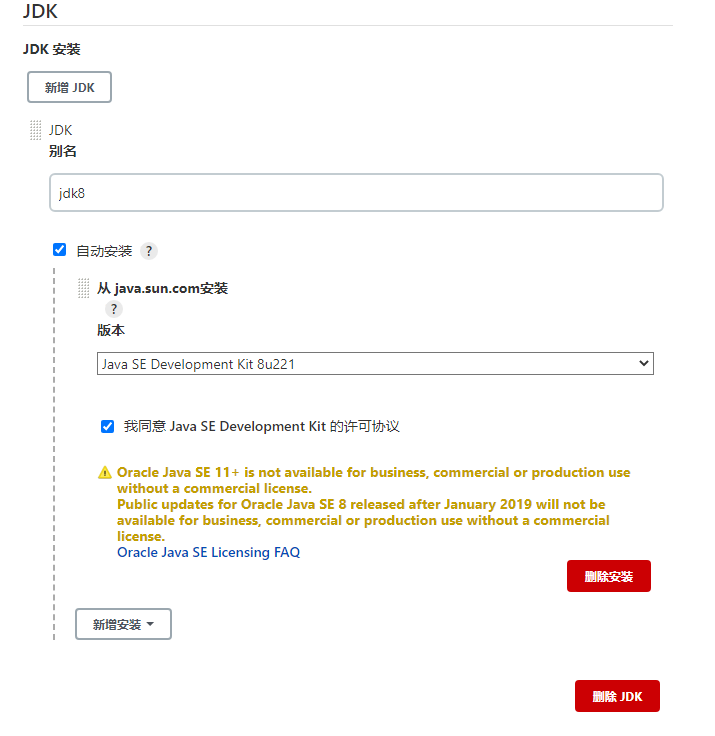 JDK
JDK 安装
新增 JDK
JDK
别名
jdk8
自动安装 ?
从 java.sun.com安装
?
版本
Java SE Development Kit 8u221
我同意 Java SE Development Kit 的许可协议
Oracle Java SE 11+ is not available for business, commercial or production use
without a commercial license.
Public updates for Oracle Java SE 8 released after January 2019 will not be
available for business, commercial or production use without a commercial
license.
Oracle Java SE Licensing FAQ
删除安装
新增安装
删除 JDK